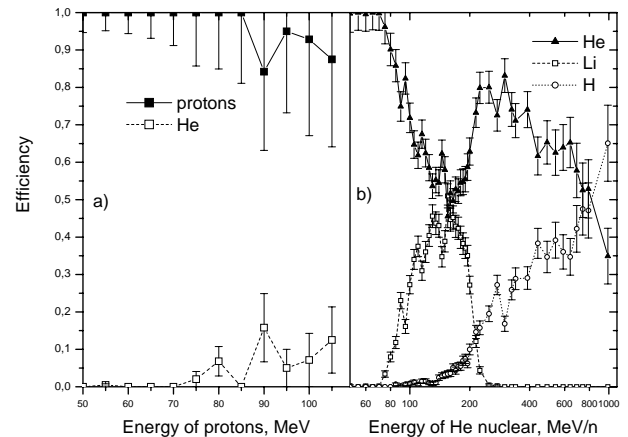 1,0
0,9
0,8
0,7
0,6
0,5
0,4
0,3
0,2
0,1
0,0
Efficiency
protons
He
a)
50 60 70 80 90 100
Energy of protons, MeV
He
Li
H
b)
60 80 100 200 400 600 800 1000
Energy of He nuclear, MeV/n